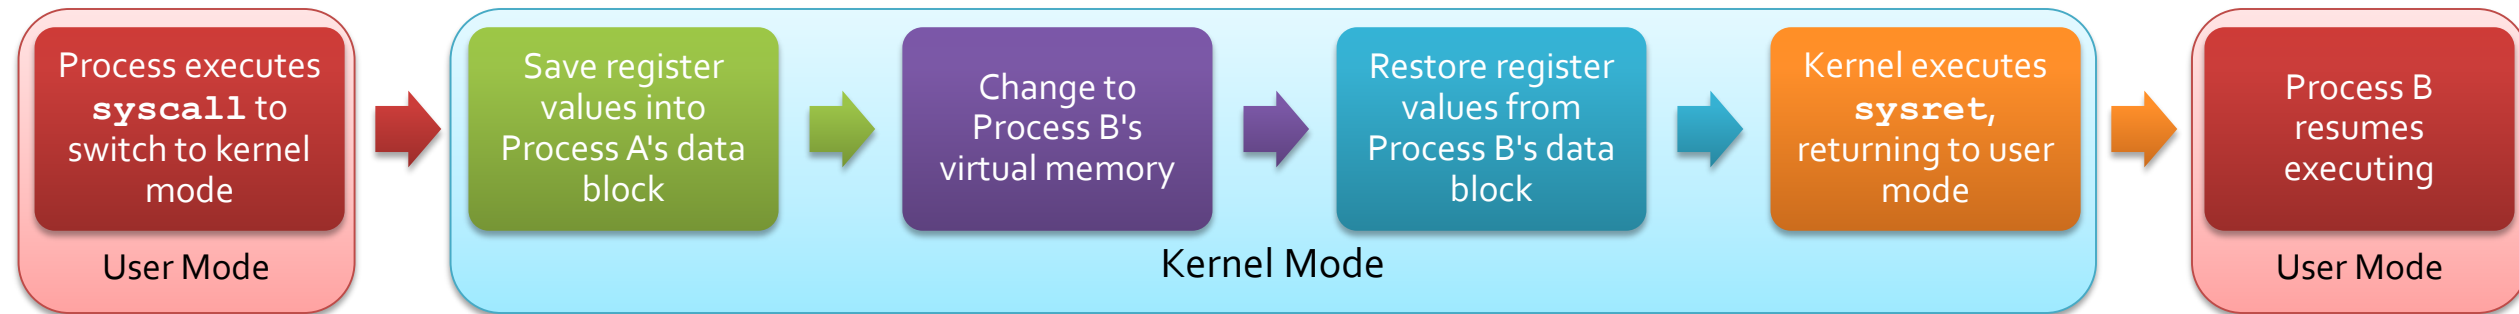 Process executes
syscall to
switch to kernel
mode
User Mode
Save register
values into
Process A's data
block
Change to
Process B's
virtual memory
Restore register
values from
Process B's data
block
Kernel executes
sysret,
returning to user
mode
Kernel Mode
Process B
resumes
executing
User Mode